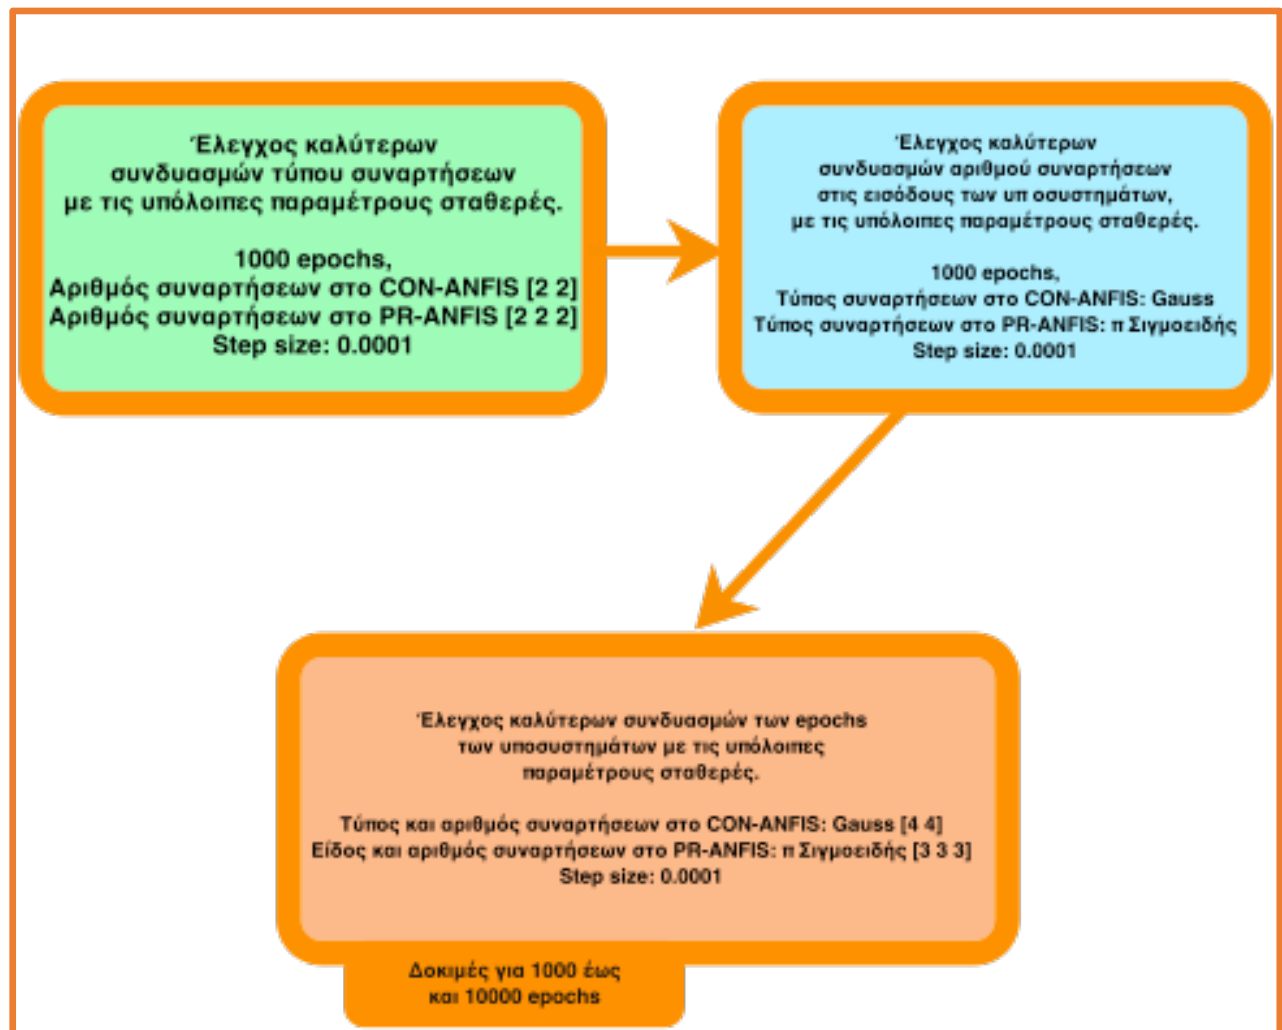 Έλεγχος καλύτερων
συνδυασμών τύπου συναρτήσεων
με τις υπόλοιπες παραμέτρους σταθερές.
1000 epochs,
Αριθμός συναρτήσεων στο CON-ANFIS [2 2]
Αριθμός συναρτήσεων στο PR-ANFIS [2 2 2]
Step size: 0.0001
Έλεγχος καλύτερων
συνδυασμών αριθμού συναρτήσεων
στις εισόδους των υπ οσυστημάτων,
με τις υπόλοιπες παραμέτρους σταθερές.
1000 epochs,
Τύπος συναρτήσεων στο CON-ANFIS: Gauss
Τύπος συναρτήσεων στο PR-ANFIS: π Σιγμοειδής
Step size: 0.0001
Έλεγχος καλύτερων συνδυασμών των epochs
των υποσυστημάτων με τις υπόλοιπες
παραμέτρους σταθερές.
Τύπος και αριθμός συναρτήσεων στο CON-ANFIS: Gauss [4 4]
Είδος και αριθμός συναρτήσεων στο PR-ANFIS: π Σιγμοειδής [3 3 3]
Step size: 0.0001
Δοκιμές για 1000 έως
και 10000 epochs